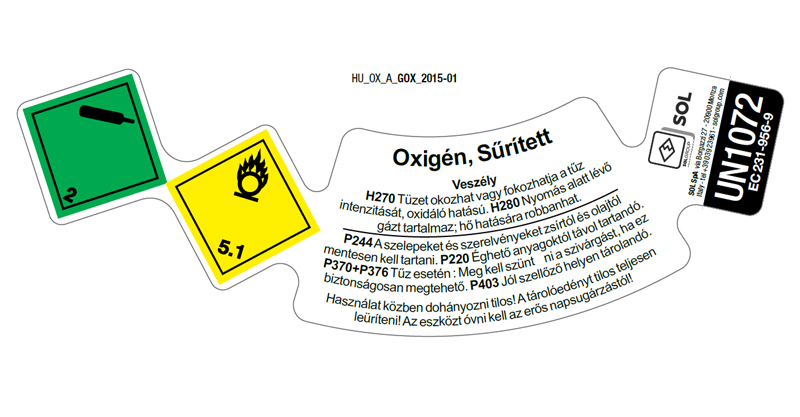 HU_OX_A_GOX_2015-01
2
5.1
Oxigén, Sűrített
Veszély
H270 Tüzet okozhat vagy fokozhatja a tűz
intenzitását, oxidáló hatású. H280 Nyomás alatt lévő
gázt tartalmaz; hő hatására robbanhat.
P244 A szelepeket és szerelvényeket zsírtól és olajtól
mentesen kell tartani. P220 Éghető anyagoktól távol tartandó.
P370+P376 Tűz esetén : Meg kell szünt ni a szivárgást, ha ez
biztonságosan megtehető. P403 Jól szellőző helyen tárolandó.
Használat közben dohányozni tilos! A tárolóedényt tilos teljesen
leüríteni! Az eszközt óvni kell az erős napsugárzástól!
SOL
SOLGROUP
SOL SpA via Borgazzi 27 - 20900 Monza
Italy - tel +39 039 23961 - solgroup.com
UN1072
EC 231-956-9